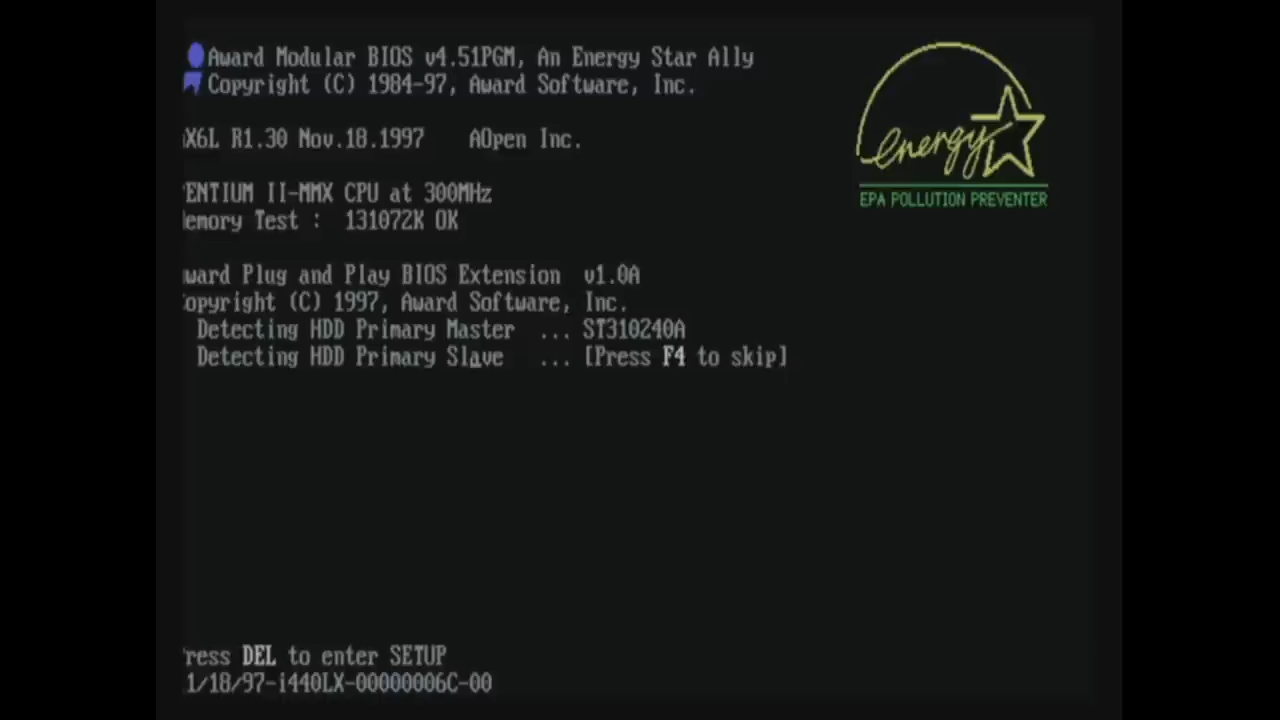 Award Modular BIOS v4.51PGM, An Energy Star Ally
Copyright (C) 1984-97, Award Software, Inc.
X6L R1.30 Nov.18.1997 AOpen Inc.
ENTIUM II-MMX CPU at 300MHz
emory Test : 131072K OK
ward Plug and Play BIOS Extension v1.0A
opyright (C) 1997, Award Software, Inc.
Detecting HDD Primary Master ... ST310240A
Detecting HDD Primary Slave ... [Press F4 to skip]
energy
EPA POLLUTION PREVENTER
ress DEL to enter SETUP
1/18/97-i440LX-00000006C-00